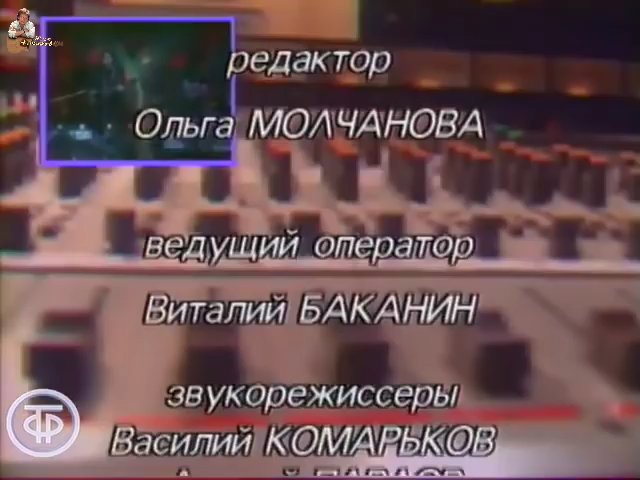 редактор
Ольга МОЛЧАНОВА
ведущий оператор
Виталий БАКАНИН
звукорежиссеры
Василий КОМАРЬКОВ